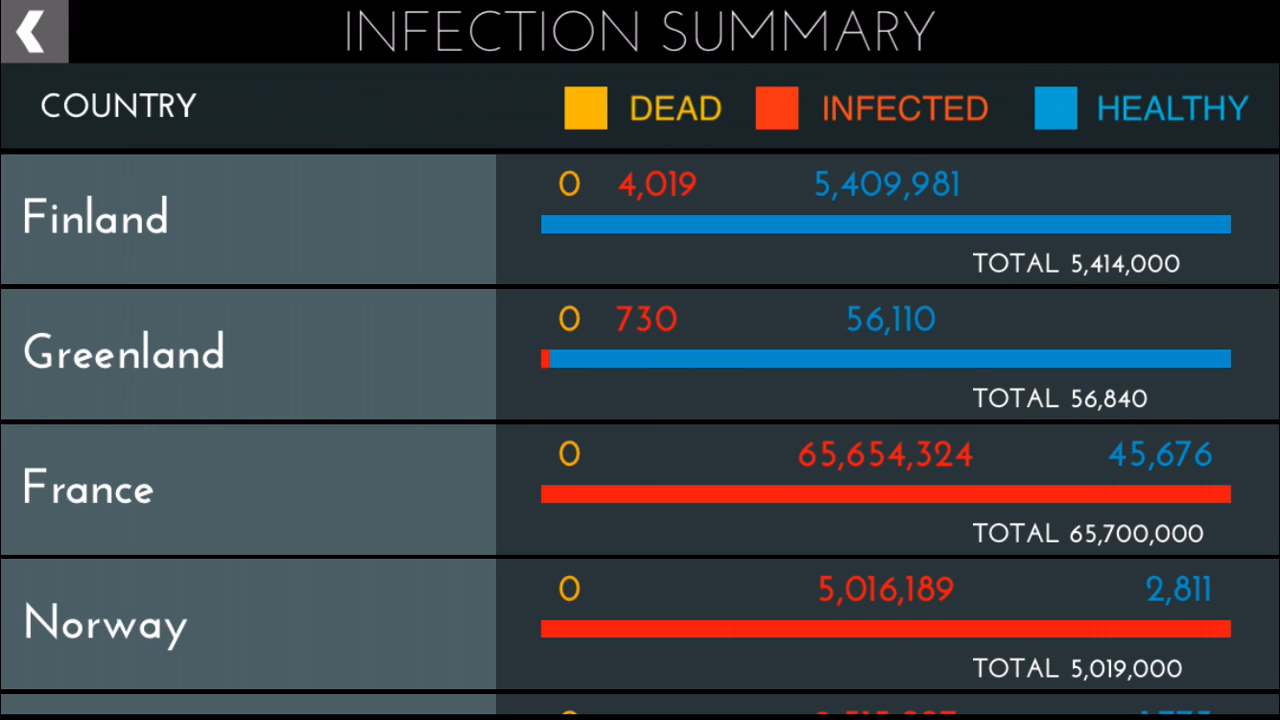 INFECTION SUMMARY
COUNTRY DEAD INFECTED HEALTHY
0 4,019 5,409,981
Finland
TOTAL 5,414,000
0 730 56,110
Greenland
TOTAL 56,840
0 65,654,324 45,676
France
TOTAL 65,700,000
0 5,016,189 2,811
Norway
TOTAL 5,019,000